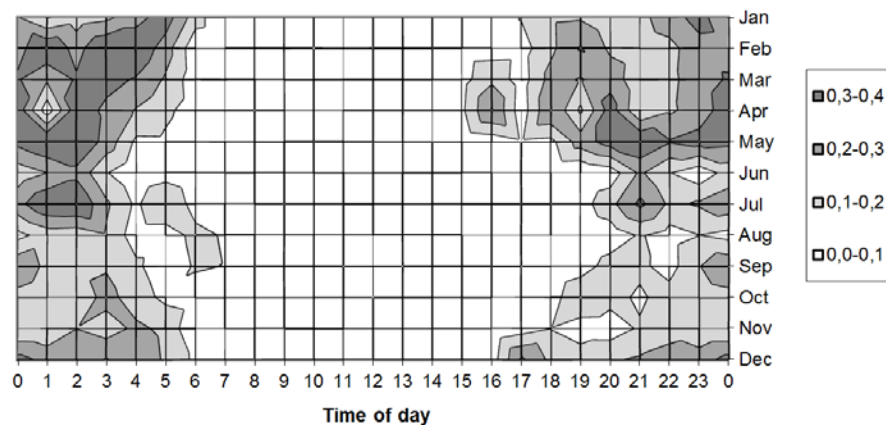 Jan
Feb
Mar
Apr
May
Jun
Jul
Aug
Sep
Oct
Nov
Dec
0 1 2 3 4 5 6 7 8 9 10 11 12 13 14 15 16 17 18 19 20 21 22 23 0
Time of day
0,3-0,4
0,2-0,3
0,1-0,2
0,0-0,1